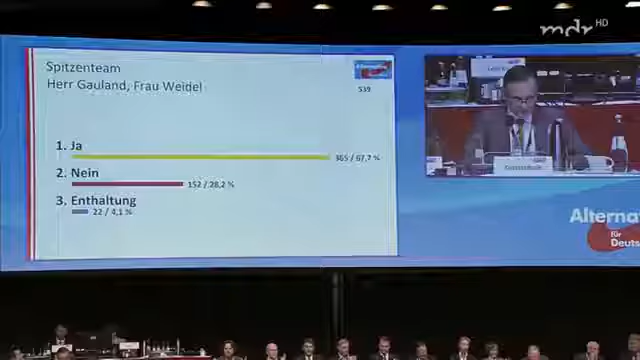 mdr HD
Spitzenteam
Herr Gauland, Frau Weidel
539
1. Ja
365 / 67,7 %
2. Nein
152 / 28,2 %
3. Enthaltung
22 / 4,1 %
Alterna
für
Deuts